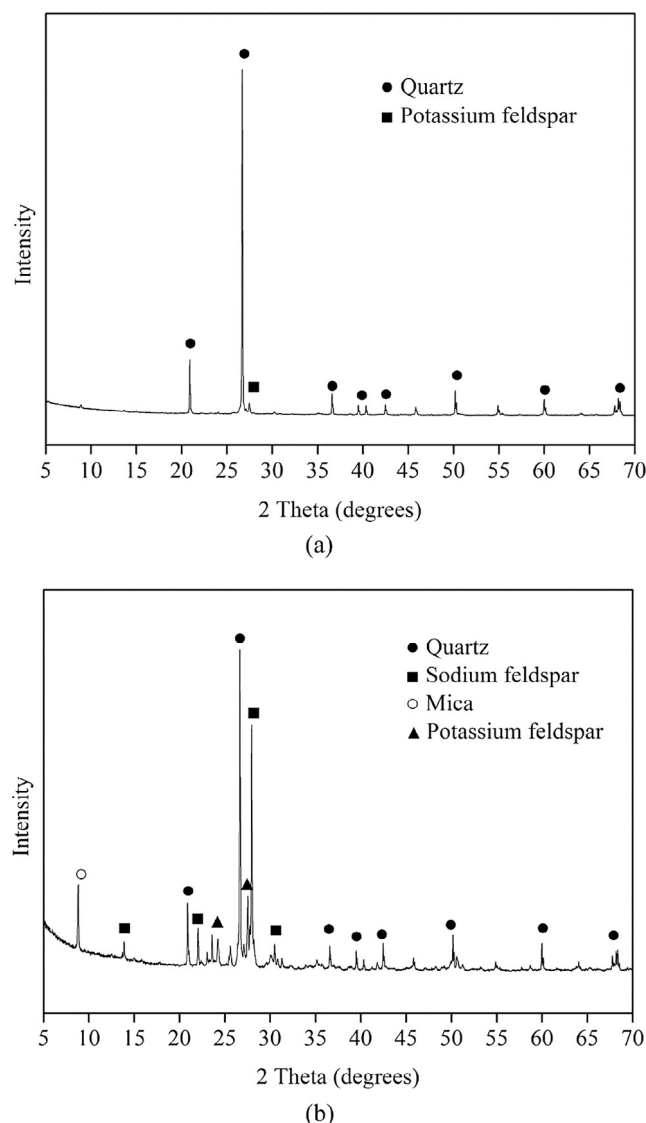 Quartz
Potassium feldspar
Intensity
5 10 15 20 25 30 35 40 45 50 55 60 65 70
2 Theta (degrees)
(a)
Quartz
Sodium feldspar
Mica
Potassium feldspar
Intensity
5 10 15 20 25 30 35 40 45 50 55 60 65 70
2 Theta (degrees)
(b)